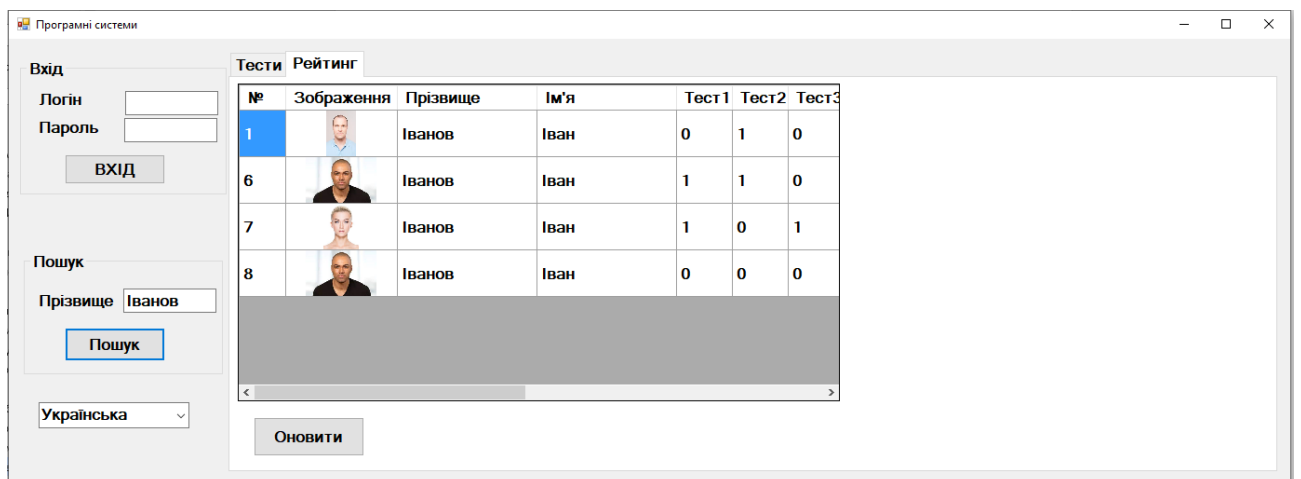 Програмні системи
Вхід
Логін
Пароль
ВХІД
Пошук
Прізвище Іванов
Пошук
Українська
Тести Рейтинг
№ Зображення Прізвище Ім'я Тест1 Тест2 Тест3
1 Іванов Іван 0 1 0
6 Іванов Іван 1 1 0
7 Іванов Іван 1 0 1
8 Іванов Іван 0 0 0
Оновити